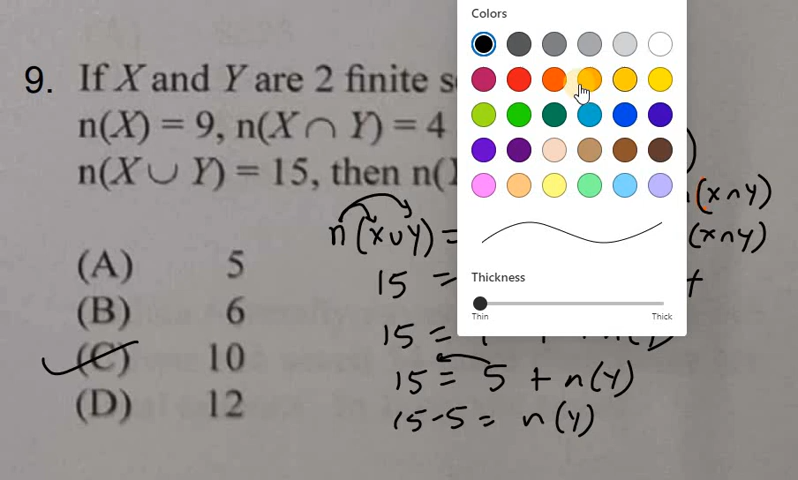 Colors
9. If X and Y are 2 finite s
n(X) = 9, n(X ∩ Y) = 4
n(X ∪ Y) = 15, then n(
(x∩y)
n(x∪y) =
(x∩y)
(A) 5
15 =
Thickness
(B) 6
Thin Thick
15 =
(C) 10
15 = 5 + n(y)
(D) 12
15-5 = n(y)